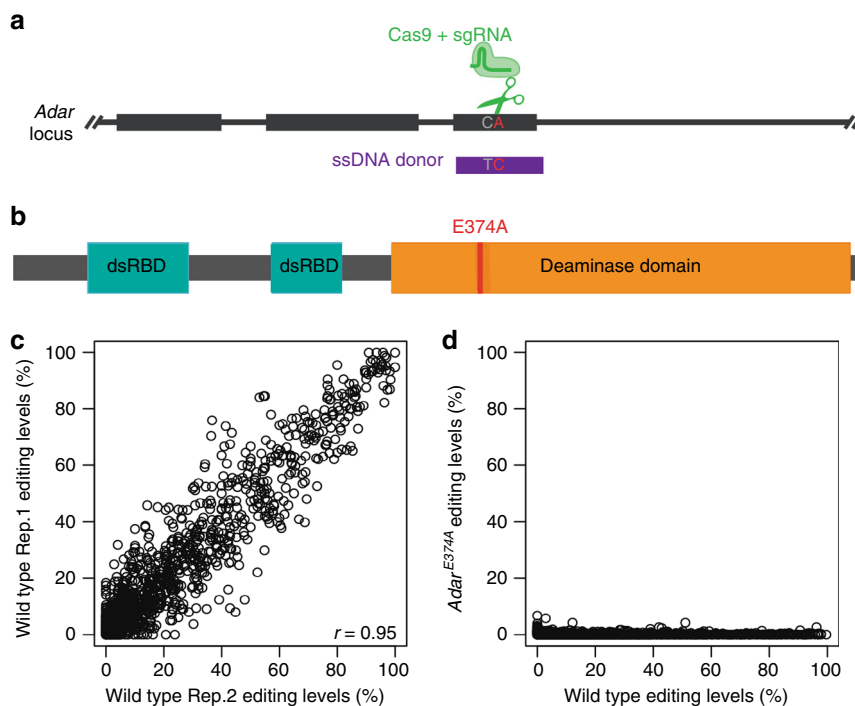 a
Cas9 + sgRNA
Adar
locus
CA
ssDNA donor
TC
b
E374A
dsRBD
dsRBD
Deaminase domain
c
Wild type Rep.1 editing levels (%)
100
80
60
40
20
0
r = 0.95
0
20
40
60
80
100
Wild type Rep.2 editing levels (%)
d
Adar^E374A editing levels (%)
100
80
60
40
20
0
0
20
40
60
80
100
Wild type editing levels (%)